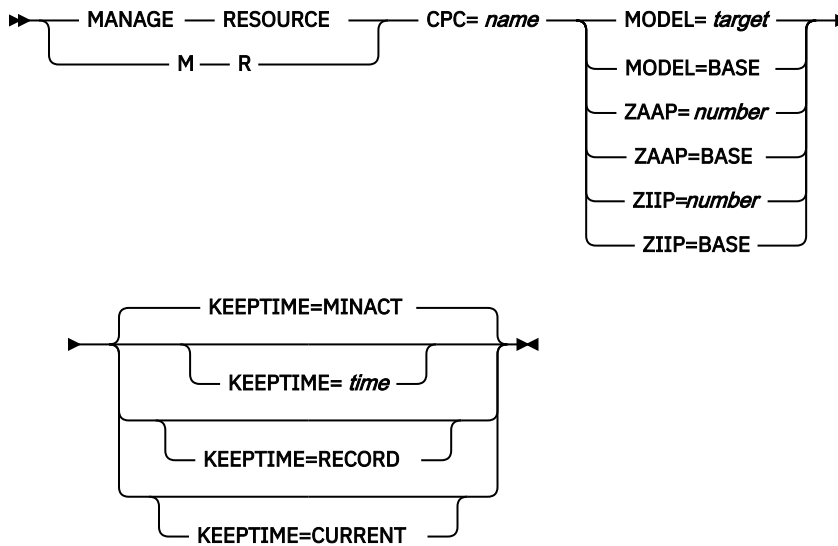 MANAGE RESOURCE CPC= name MODEL= target
M R MODEL=BASE
ZAAP= number
ZAAP=BASE
ZIIP=number
ZIIP=BASE
KEEPTIME=MINACT
KEEPTIME= time
KEEPTIME=RECORD
KEEPTIME=CURRENT